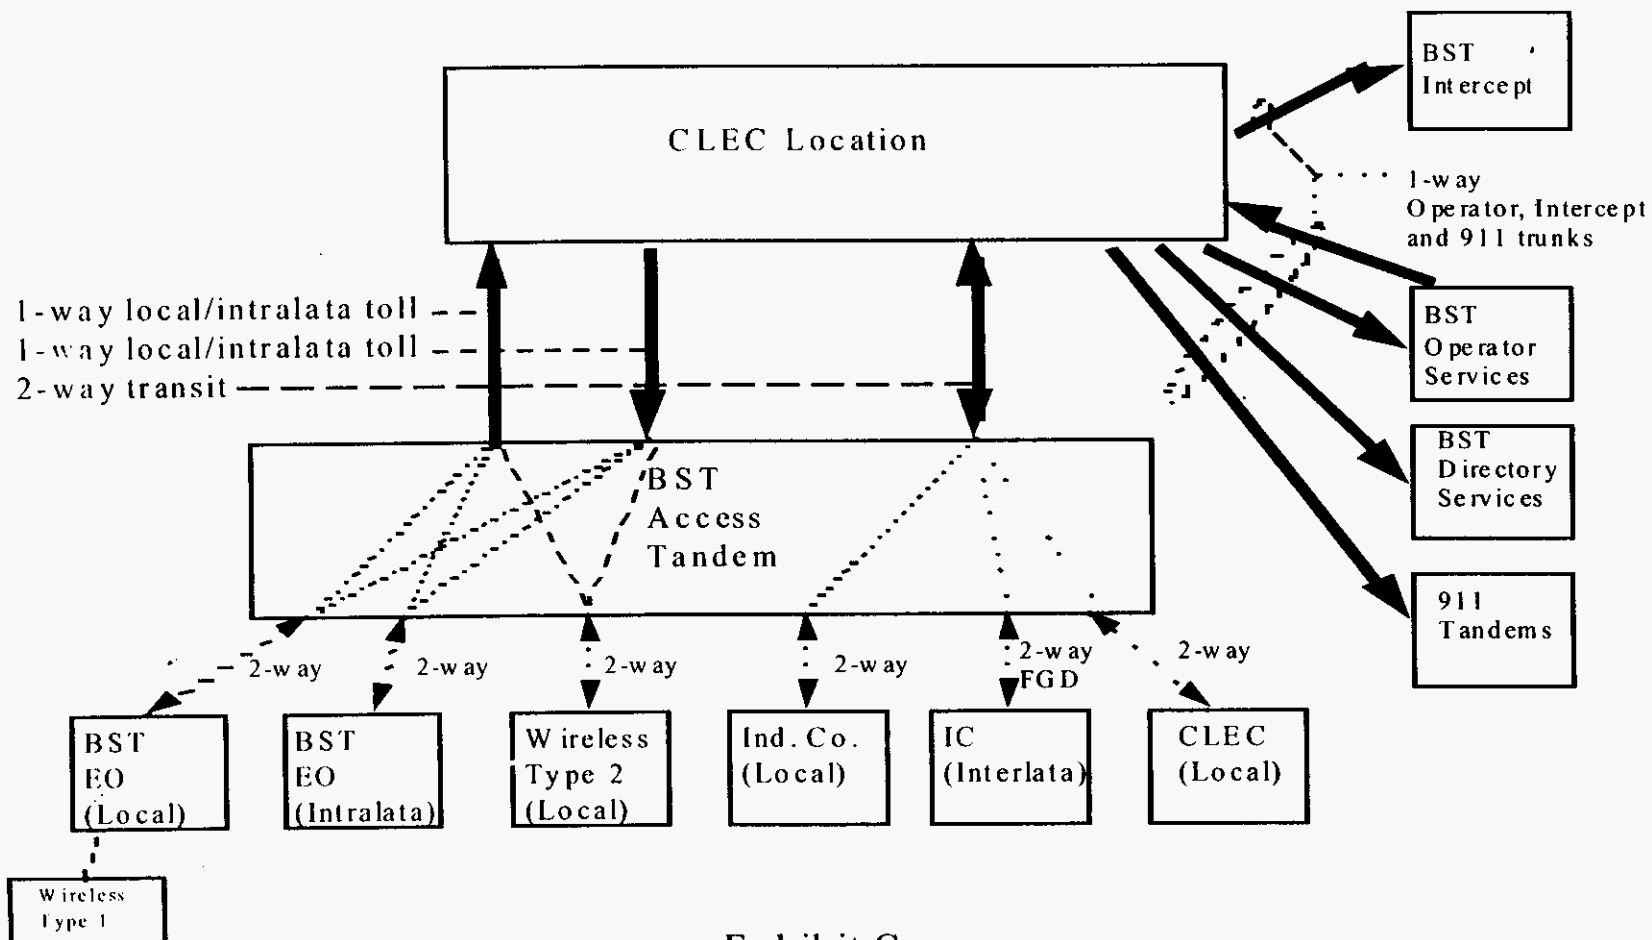 BST
Intercept
CLEC Location
1-way
Operator, Intercept
and 911 trunks
1-way local/intralata toll
1-way local/intralata toll
2-way transit
BST
Operator
Services
BST
Directory
Services
911
Tandems
BST
Access
Tandem
2-way
2-way
2-way
2-way
2-way
FGD
2-way
BST
EO
(Local)
BST
EO
(Intralata)
Wireless
Type 2
(Local)
Ind. Co.
(Local)
IC
(Interlata)
CLEC
(Local)
Wireless
Type 1